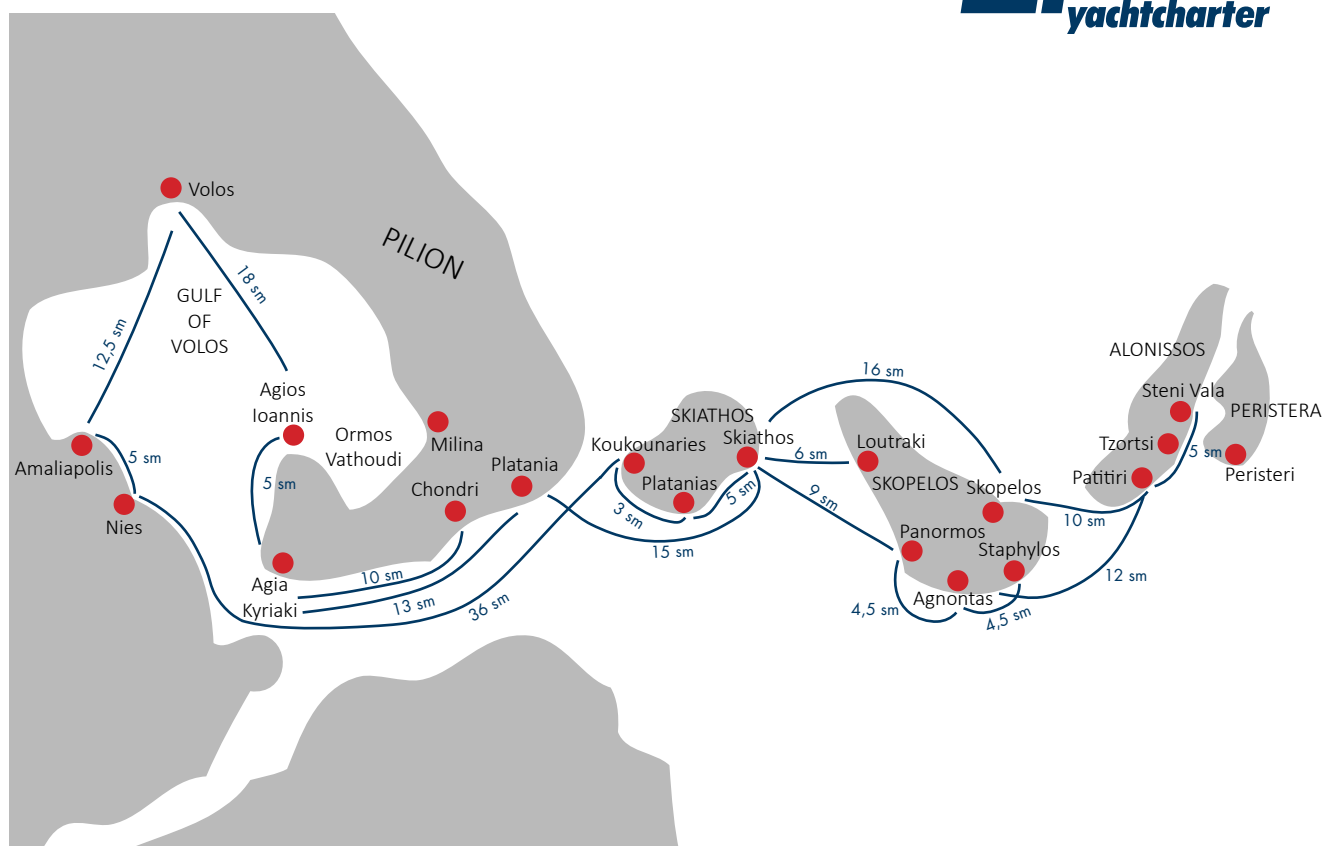 yachtcharter
Volos
PILION
18 sm
GULF
OF
VOLOS
12,5 sm
Agios
Ioannis
Ormos
Vathoudi
Milina
Amaliapolis
5 sm
Nies
5 sm
Platania
Chondri
Agia
Kyriaki
10 sm
13 sm
36 sm
SKIATHOS
Koukounaries
Skiathos
Platanias
3 sm
5 sm
15 sm
16 sm
6 sm
9 sm
Loutraki
SKOPELOS
Skopelos
Panormos
Staphylos
Agnontas
4,5 sm
4,5 sm
10 sm
12 sm
ALONISSOS
Steni Vala
Tzortsi
Patitiri
5 sm
PERISTERA
Peristeri